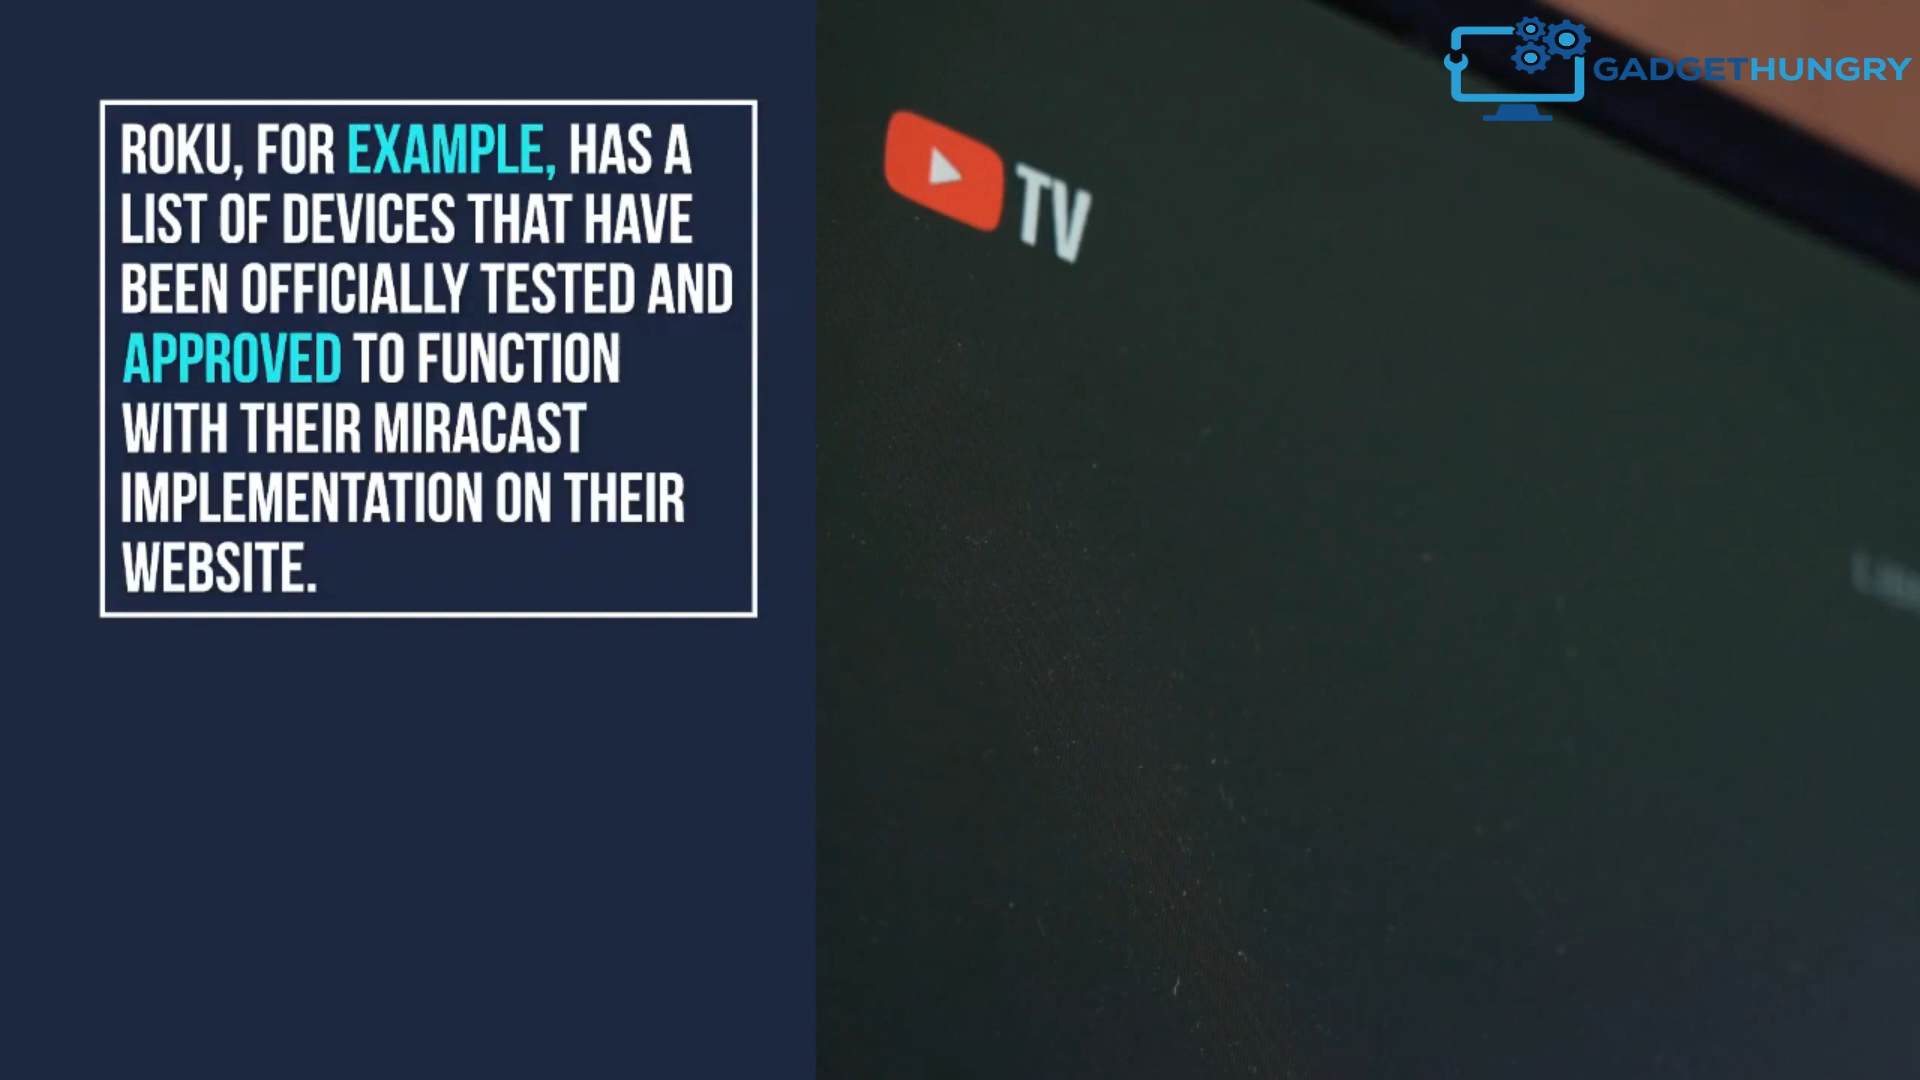 GADGETHUNGRY
ROKU, FOR EXAMPLE, HAS A
LIST OF DEVICES THAT HAVE
BEEN OFFICIALLY TESTED AND
APPROVED TO FUNCTION
WITH THEIR MIRACAST
IMPLEMENTATION ON THEIR
WEBSITE.
TV